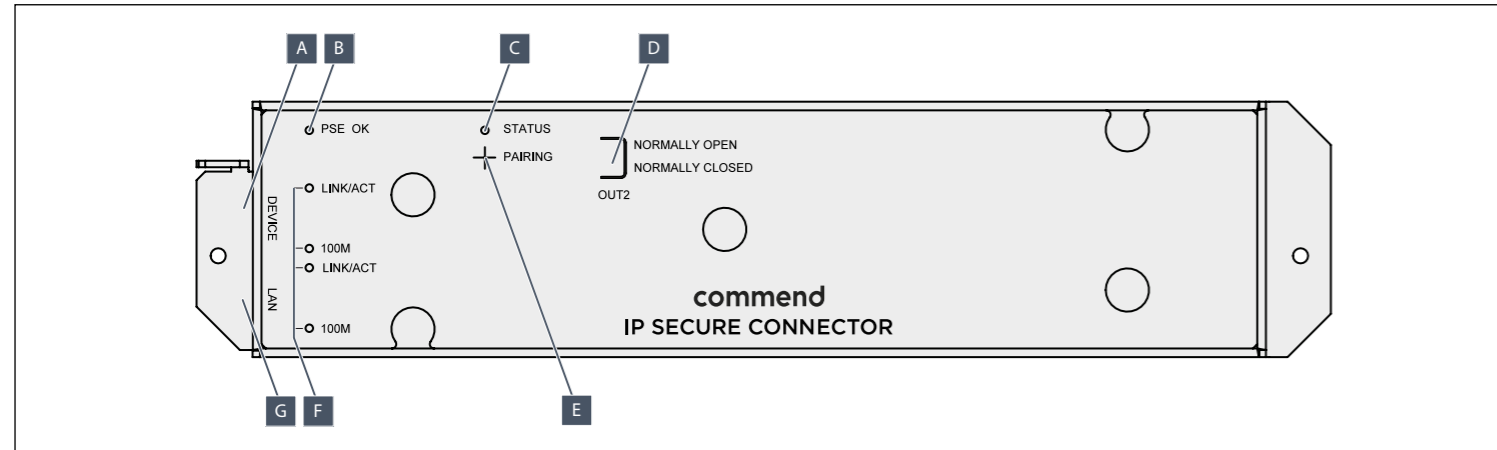 A
B
C
D
PSE OK
STATUS
PAIRING
NORMALLY OPEN
NORMALLY CLOSED
OUT2
DEVICE
LINK/ACT
100M
LINK/ACT
LAN
100M
commend
IP SECURE CONNECTOR
G
F
E